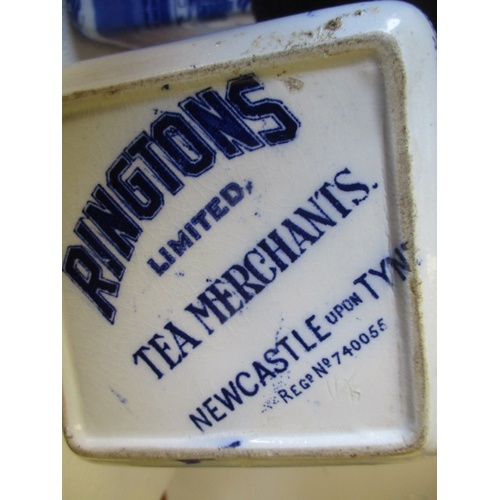 RINGTONS
LIMITED,
TEA MERCHANTS.
NEWCASTLE UPON TYNE
REGD NO 740055